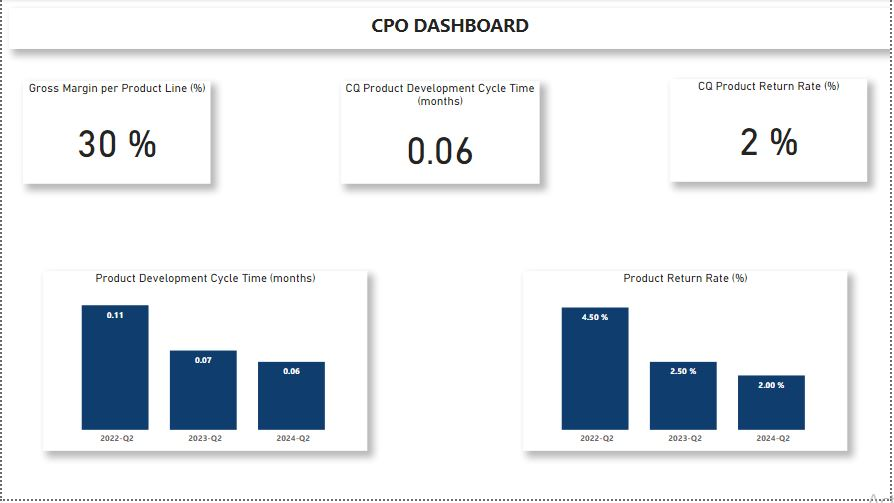 CPO DASHBOARD
Gross Margin per Product Line (%)
30 %
CQ Product Development Cycle Time
(months)
0.06
CQ Product Return Rate (%)
2 %
Product Development Cycle Time (months)
0.11
0.07
0.06
2022-Q2
2023-Q2
2024-Q2
Product Return Rate (%)
4.50 %
2.50 %
2.00 %
2022-Q2
2023-Q2
2024-Q2